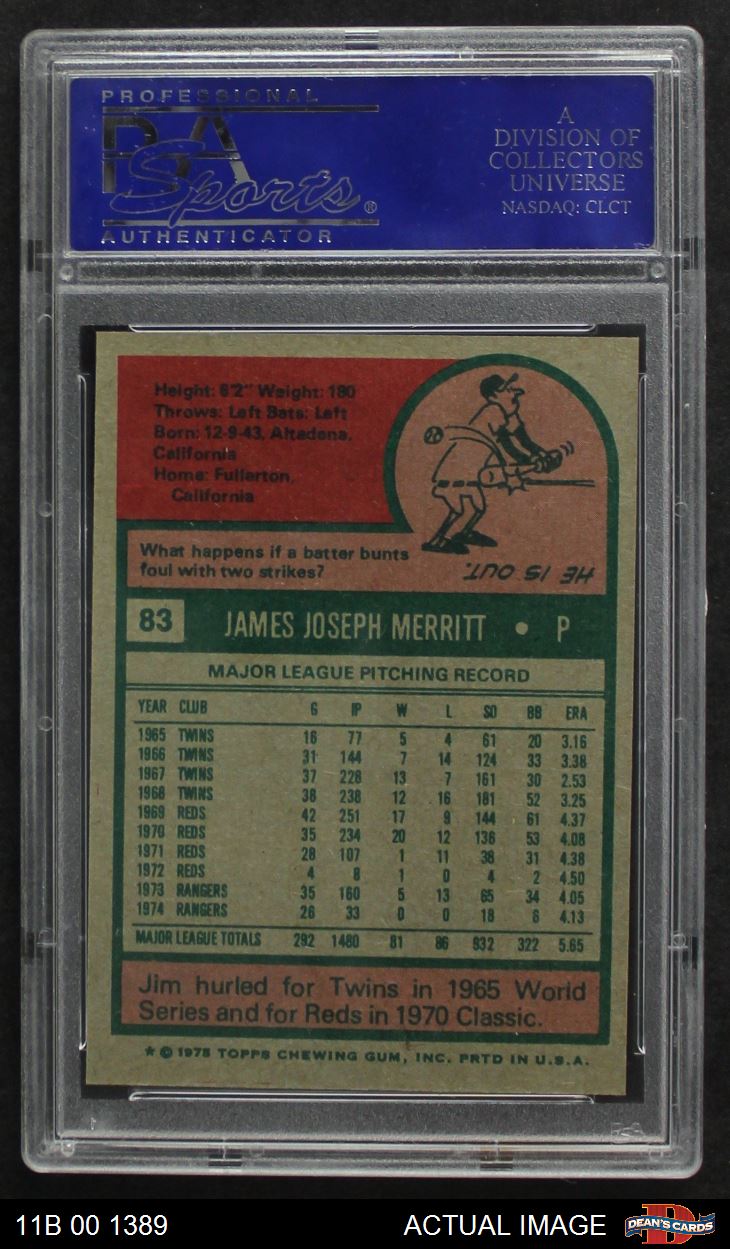 PROFESSIONAL
PSA
Sports®
AUTHENTICATOR
A
DIVISION OF
COLLECTORS
UNIVERSE
NASDAQ: CLCT
Height: 6'2" Weight: 180
Throws: Left Bats: Left
Born: 12-9-43, Altadena,
California
Home: Fullerton,
California
What happens if a batter bunts
foul with two strikes?
HE IS OUT.
83 JAMES JOSEPH MERRITT • P
MAJOR LEAGUE PITCHING RECORD
YEAR CLUB G IP W L SO BB ERA
1965 TWINS 16 77 5 4 61 20 3.16
1966 TWINS 31 144 7 14 124 33 3.38
1967 TWINS 37 228 13 7 161 30 2.53
1968 TWINS 38 238 12 16 181 52 3.25
1969 REDS 42 251 17 9 144 61 4.37
1970 REDS 35 234 20 12 136 53 4.08
1971 REDS 28 107 1 11 38 31 4.38
1972 REDS 4 8 1 0 4 2 4.50
1973 RANGERS 35 160 5 13 65 34 4.05
1974 RANGERS 26 33 0 0 18 6 4.13
MAJOR LEAGUE TOTALS 292 1480 81 86 932 322 5.65
Jim hurled for Twins in 1965 World
Series and for Reds in 1970 Classic.
★ © 1975 TOPPS CHEWING GUM, INC. PRTD IN U.S.A.
11B 00 1389 ACTUAL IMAGE DEAN'S CARDS